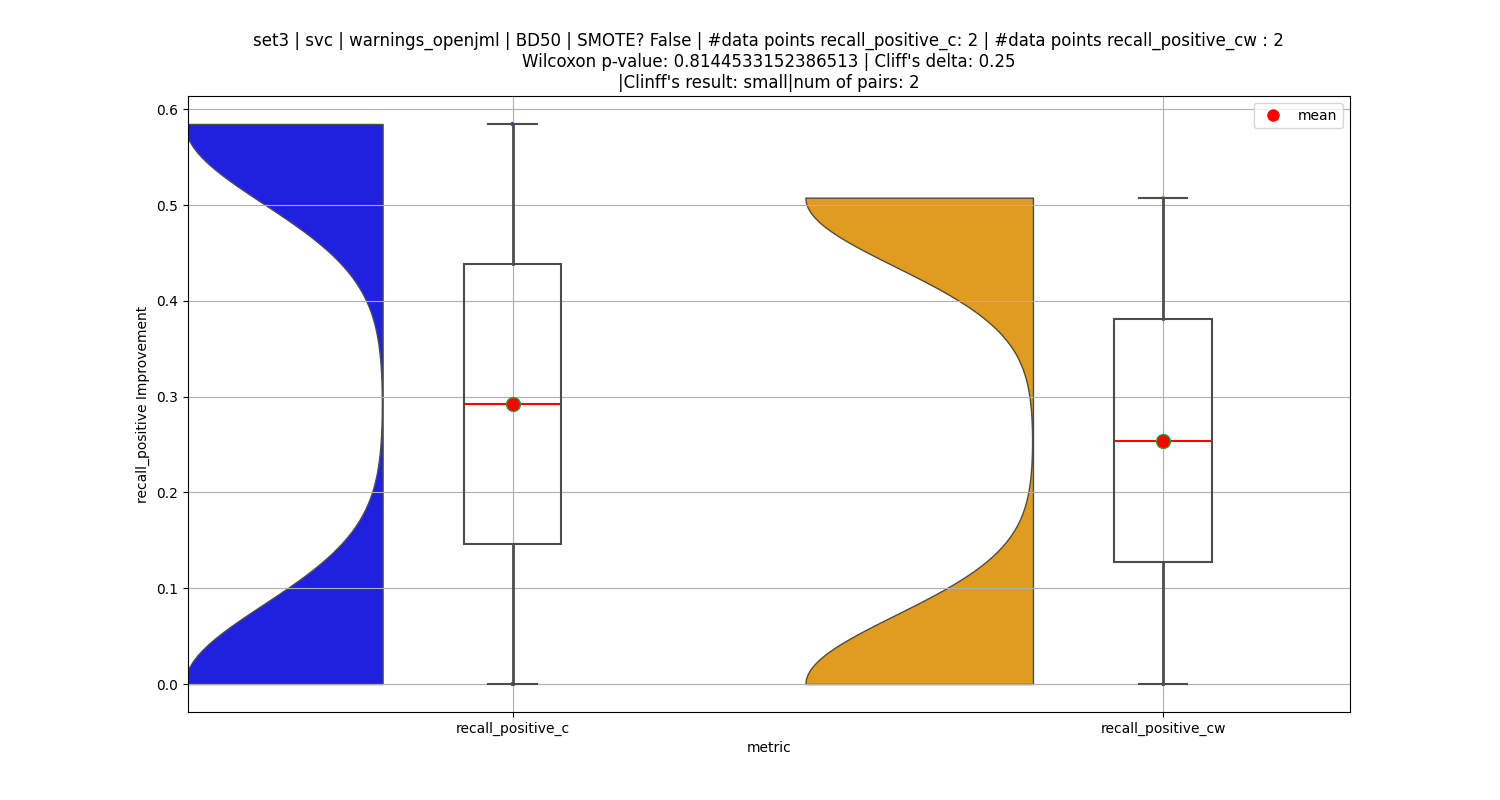 set3 | svc | warnings_openjml | BD50 | SMOTE? False | #data points recall_positive_c: 2 | #data points recall_positive_cw : 2
Wilcoxon p-value: 0.8144533152386513 | Cliff's delta: 0.25
|Clinff's result: small|num of pairs: 2
mean
0.6
0.5
0.4
0.3
0.2
0.1
0.0
recall_positive Improvement
recall_positive_c
recall_positive_cw
metric